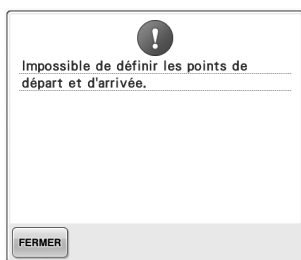 Impossible de définir les points de
départ et d'arrivée.
FERMER